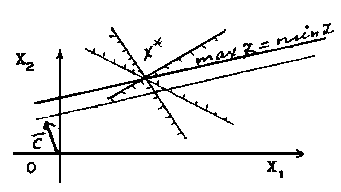 x*
max Z = min Z
X₂
C̄
0
X₁